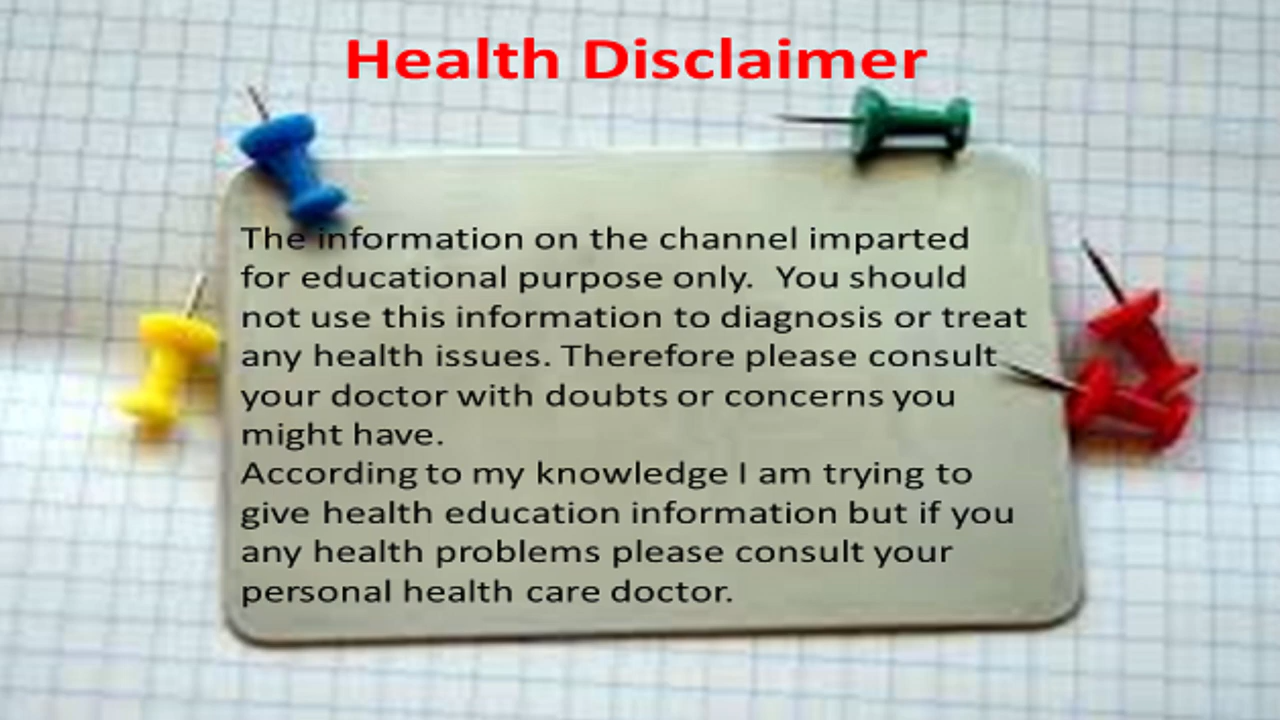 Health Disclaimer
The information on the channel imparted
for educational purpose only.  You should
not use this information to diagnosis or treat
any health issues. Therefore please consult
your doctor with doubts or concerns you
might have.
According to my knowledge I am trying to
give health education information but if you
any health problems please consult your
personal health care doctor.